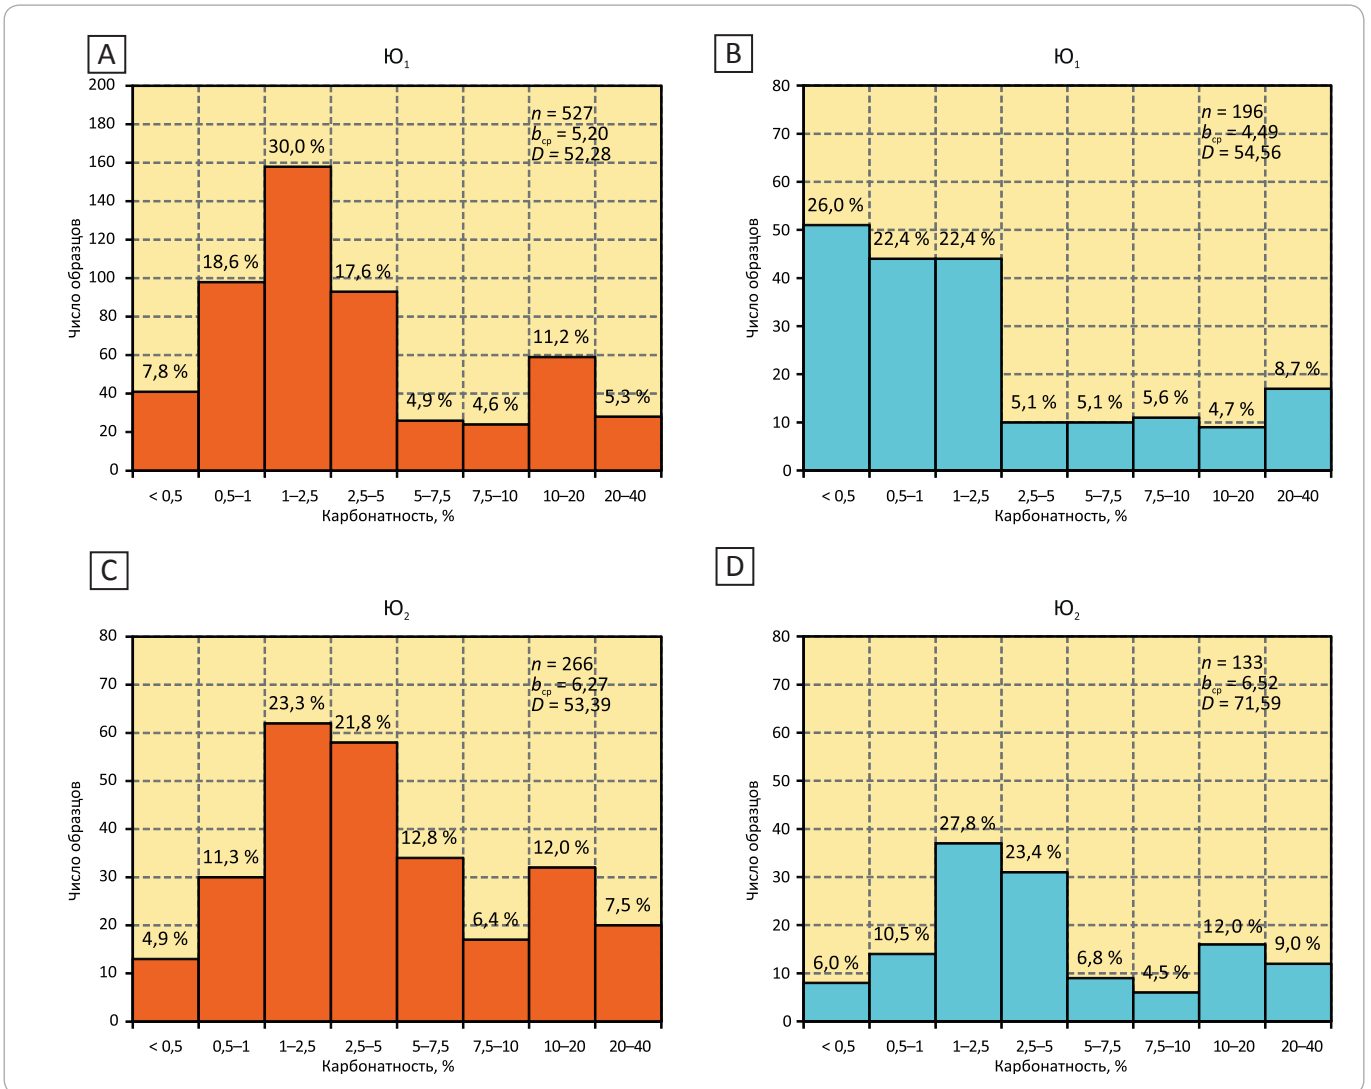 A
Ю1
200
180
160
140
120
100
80
60
40
20
0
Число образцов
n = 527
bср = 5,20
D = 52,28
7,8 %
18,6 %
30,0 %
17,6 %
4,9 %
4,6 %
11,2 %
5,3 %
< 0,5 0,5–1 1–2,5 2,5–5 5–7,5 7,5–10 10–20 20–40
Карбонатность, %
B
Ю1
80
70
60
50
40
30
20
10
0
Число образцов
n = 196
bср = 4,49
D = 54,56
26,0 %
22,4 %
22,4 %
5,1 %
5,1 %
5,6 %
4,7 %
8,7 %
< 0,5 0,5–1 1–2,5 2,5–5 5–7,5 7,5–10 10–20 20–40
Карбонатность, %
C
Ю2
80
70
60
50
40
30
20
10
0
Число образцов
n = 266
bср = 6,27
D = 53,39
4,9 %
11,3 %
23,3 %
21,8 %
12,8 %
6,4 %
12,0 %
7,5 %
< 0,5 0,5–1 1–2,5 2,5–5 5–7,5 7,5–10 10–20 20–40
Карбонатность, %
D
Ю2
80
70
60
50
40
30
20
10
0
Число образцов
n = 133
bср = 6,52
D = 71,59
6,0 %
10,5 %
27,8 %
23,4 %
6,8 %
4,5 %
12,0 %
9,0 %
< 0,5 0,5–1 1–2,5 2,5–5 5–7,5 7,5–10 10–20 20–40
Карбонатность, %